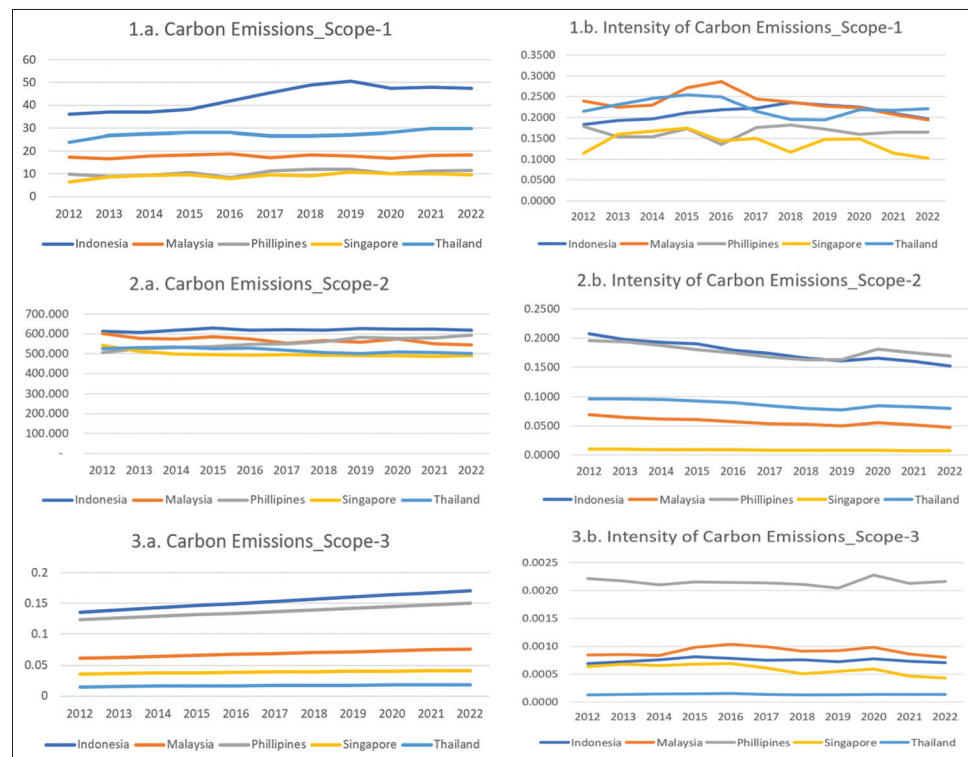 1.a. Carbon Emissions_Scope-1
60
50
40
30
20
10
0
2012 2013 2014 2015 2016 2017 2018 2019 2020 2021 2022
Indonesia Malaysia Phillipines Singapore Thailand
1.b. Intensity of Carbon Emissions_Scope-1
0.3500
0.3000
0.2500
0.2000
0.1500
0.1000
0.0500
0.0000
2012 2013 2014 2015 2016 2017 2018 2019 2020 2021 2022
Indonesia Malaysia Phillipines Singapore Thailand
2.a. Carbon Emissions_Scope-2
700.000
600.000
500.000
400.000
300.000
200.000
100.000
-
2012 2013 2014 2015 2016 2017 2018 2019 2020 2021 2022
Indonesia Malaysia Phillipines Singapore Thailand
2.b. Intensity of Carbon Emissions_Scope-2
0.2500
0.2000
0.1500
0.1000
0.0500
0.0000
2012 2013 2014 2015 2016 2017 2018 2019 2020 2021 2022
Indonesia Malaysia Phillipines Singapore Thailand
3.a. Carbon Emissions_Scope-3
0.2
0.15
0.1
0.05
0
2012 2013 2014 2015 2016 2017 2018 2019 2020 2021 2022
Indonesia Malaysia Phillipines Singapore Thailand
3.b. Intensity of Carbon Emissions_Scope-3
0.0025
0.0020
0.0015
0.0010
0.0005
0.0000
2012 2013 2014 2015 2016 2017 2018 2019 2020 2021 2022
Indonesia Malaysia Phillipines Singapore Thailand